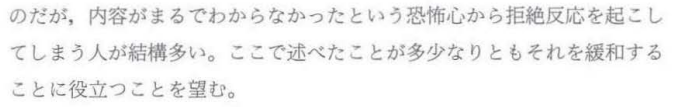 のだが，内容がまるでわからなかったという恐怖心から拒絶反応を起こし
てしまう人が結構多い。ここで述べたことが多少なりともそれを緩和する
ことに役立つことを望む。